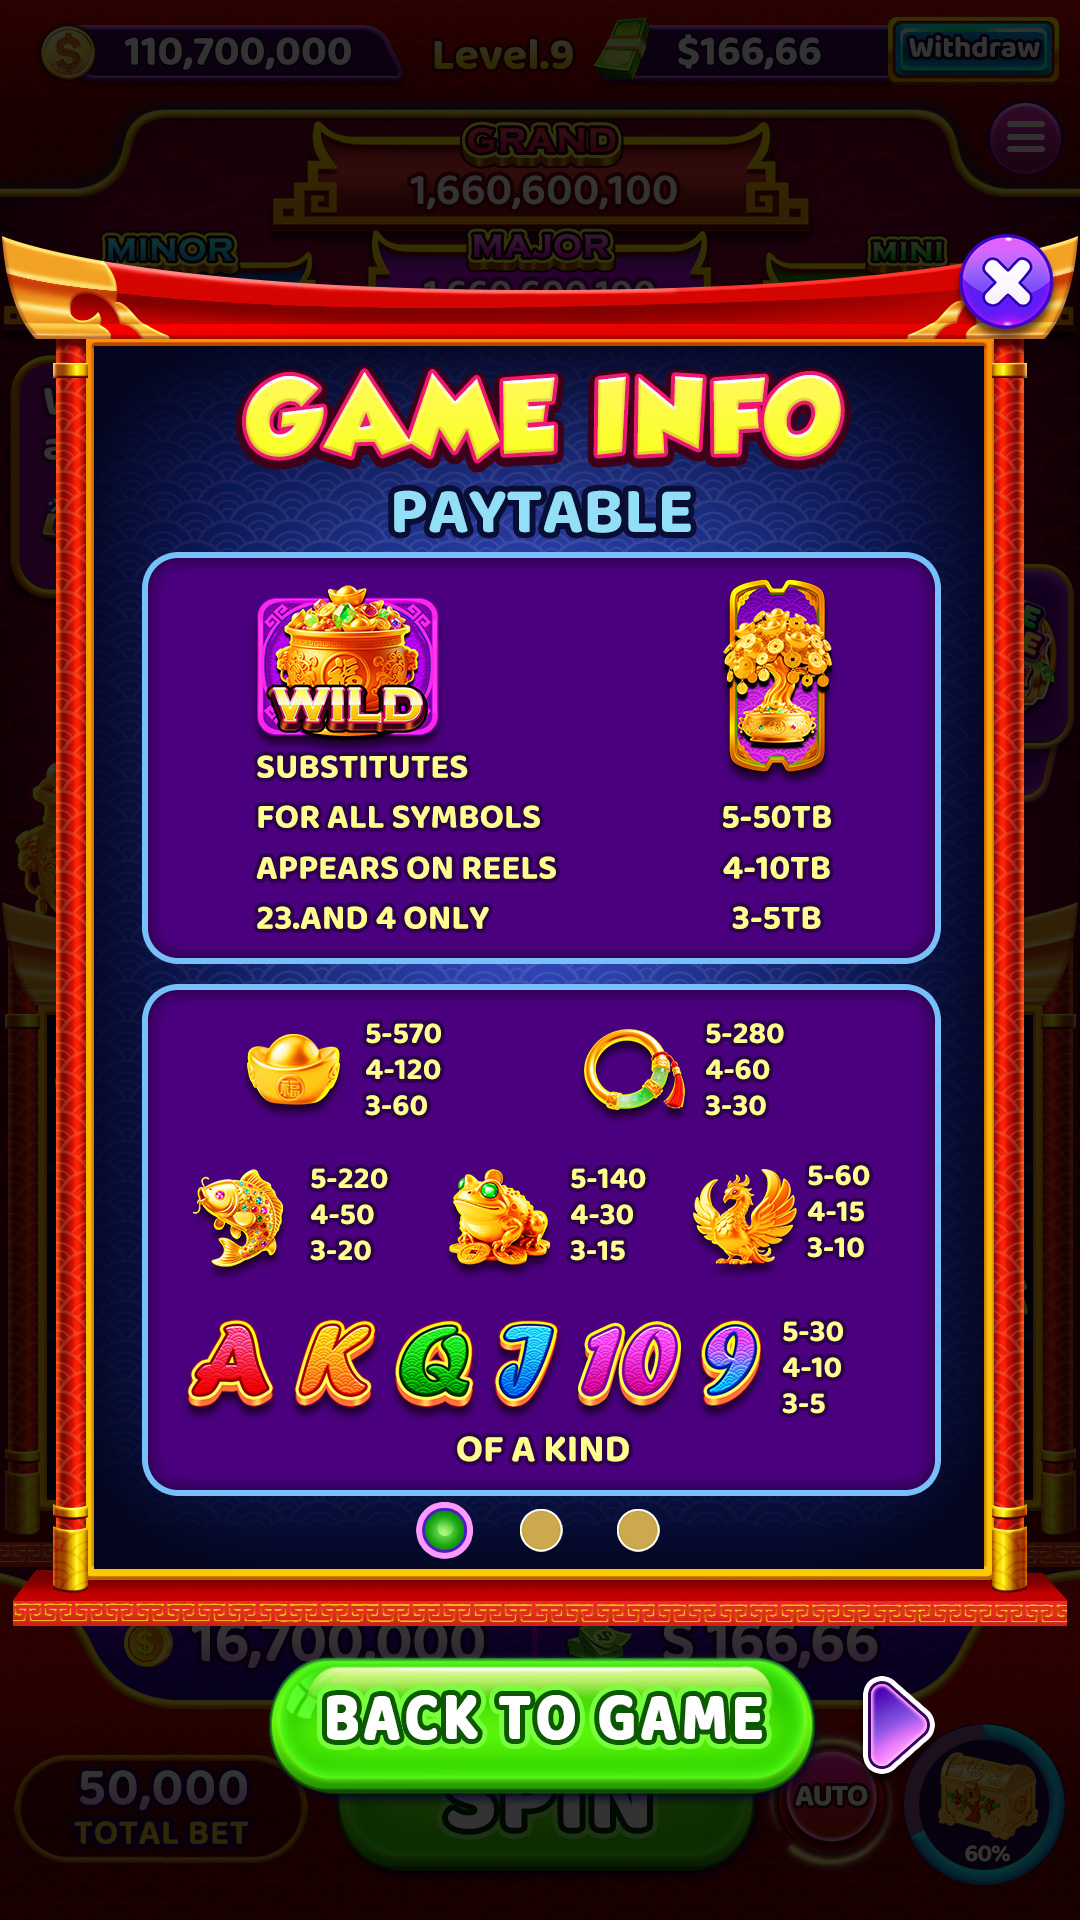 110,700,000
Level.9
$166,66
Withdraw
GRAND
1,660,600,100
MINOR
MAJOR
MINI
GAME INFO
PAYTABLE
福
WILD
SUBSTITUTES
FOR ALL SYMBOLS
APPEARS ON REELS
23.AND 4 ONLY
5-50TB
4-10TB
3-5TB
福
5-570
4-120
3-60
5-280
4-60
3-30
5-220
4-50
3-20
5-140
4-30
3-15
5-60
4-15
3-10
A K Q J 10 9
5-30
4-10
3-5
OF A KIND
16,700,000
$ 166,66
BACK TO GAME
50,000
TOTAL BET
SPIN
AUTO
60%